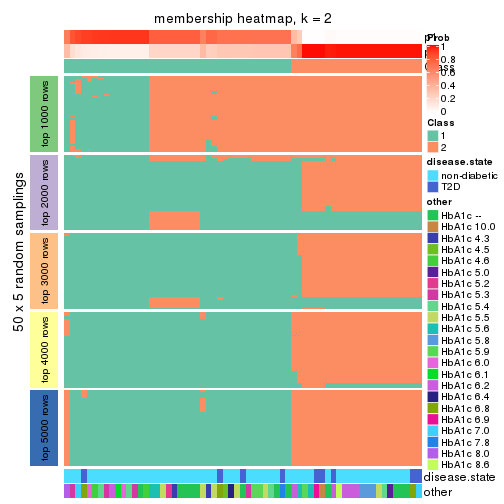 membership heatmap, k = 2
50 x 5 random samplings
top 1000 rows
top 2000 rows
top 3000 rows
top 4000 rows
top 5000 rows
disease.state
other
Prob
1
0.8
0.6
0.4
0.2
0
Class
1
2
disease.state
non-diabetic
T2D
other
HbA1c --
HbA1c 10.0
HbA1c 4.3
HbA1c 4.5
HbA1c 4.6
HbA1c 5.0
HbA1c 5.2
HbA1c 5.3
HbA1c 5.4
HbA1c 5.5
HbA1c 5.6
HbA1c 5.8
HbA1c 5.9
HbA1c 6.0
HbA1c 6.1
HbA1c 6.2
HbA1c 6.4
HbA1c 6.8
HbA1c 6.9
HbA1c 7.0
HbA1c 7.8
HbA1c 8.0
HbA1c 8.6